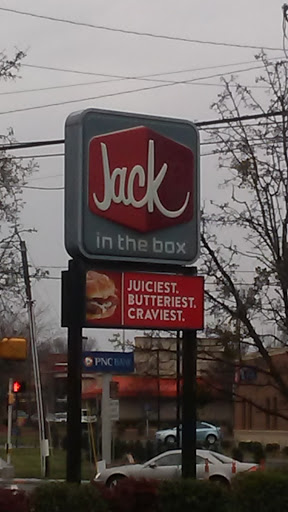 Jack
in the box
JUICIEST.
BUTTERIEST.
CRAVIEST.
PNC BANK